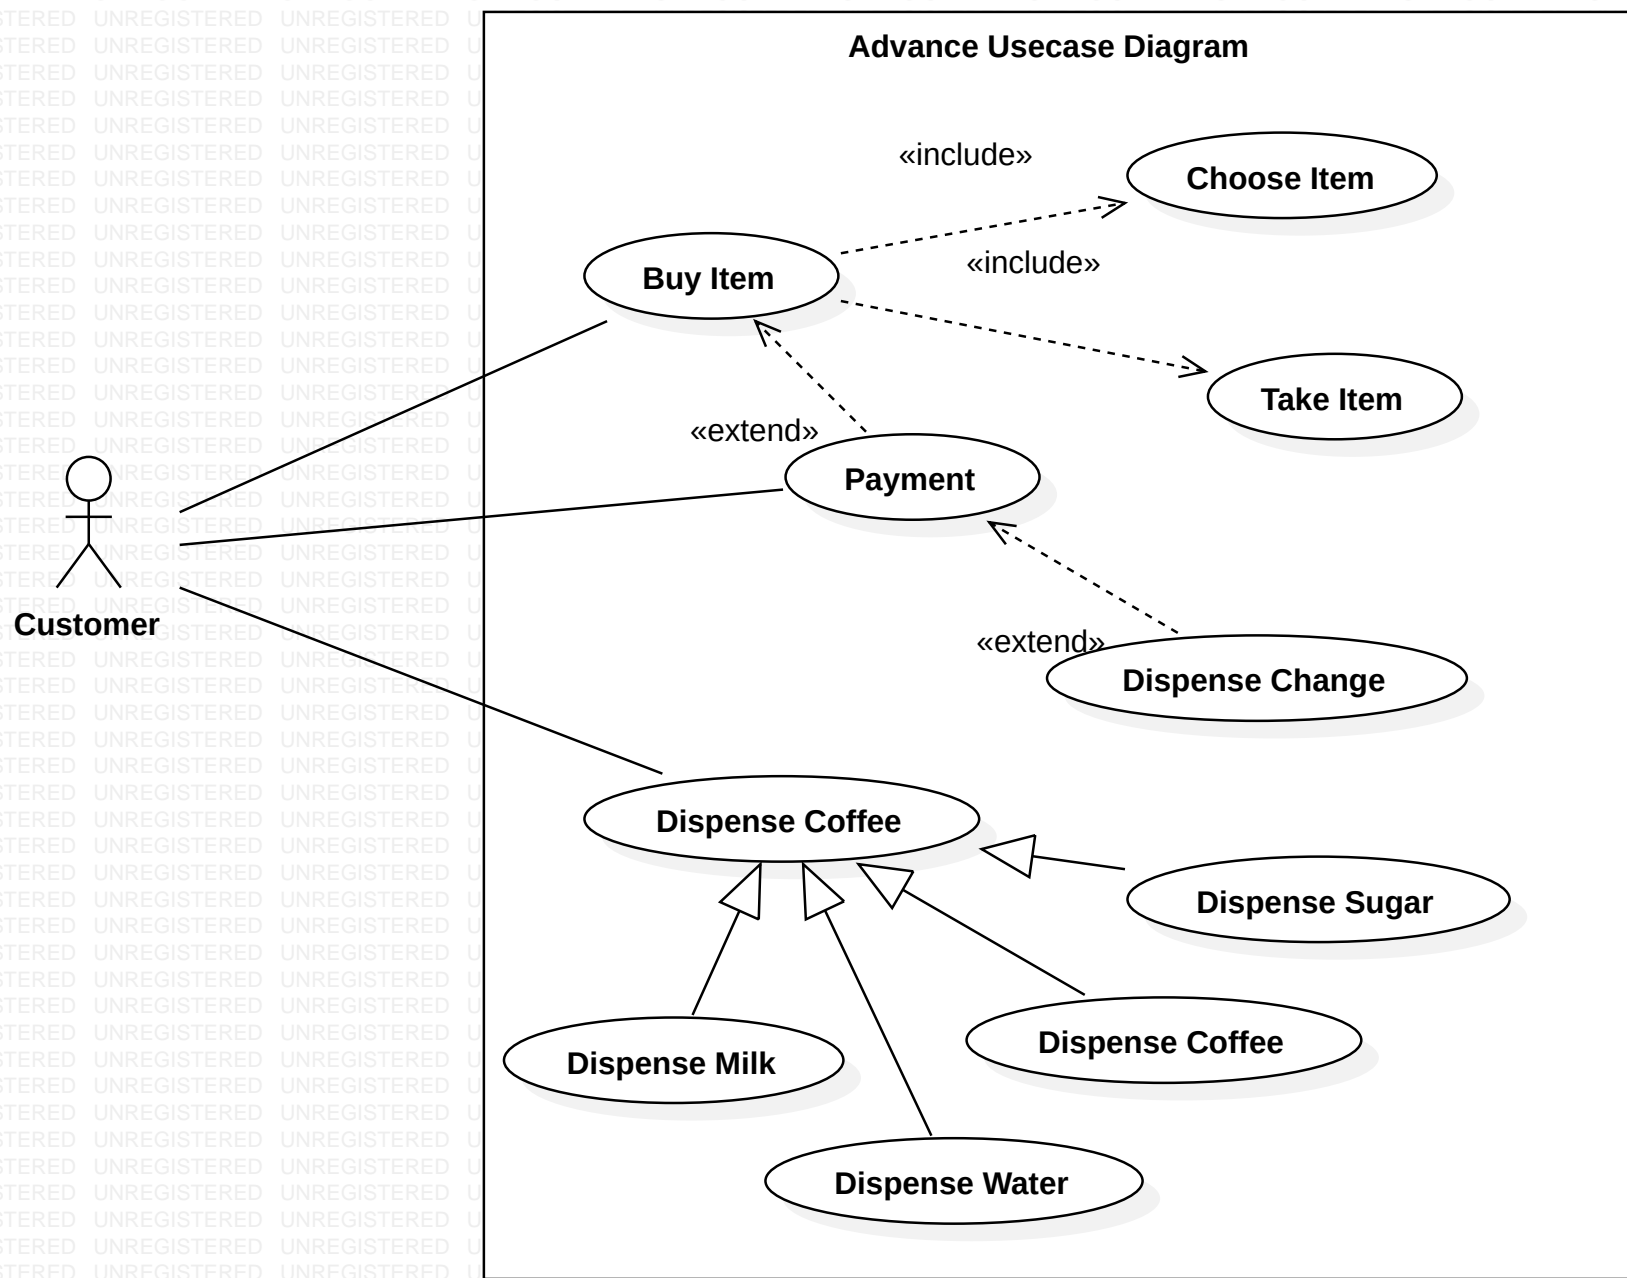 Advance Usecase Diagram
«include»
Choose Item
Buy Item
«include»
Take Item
«extend»
Payment
Customer
«extend»
Dispense Change
Dispense Coffee
Dispense Sugar
Dispense Coffee
Dispense Milk
Dispense Water
UNREGISTERED